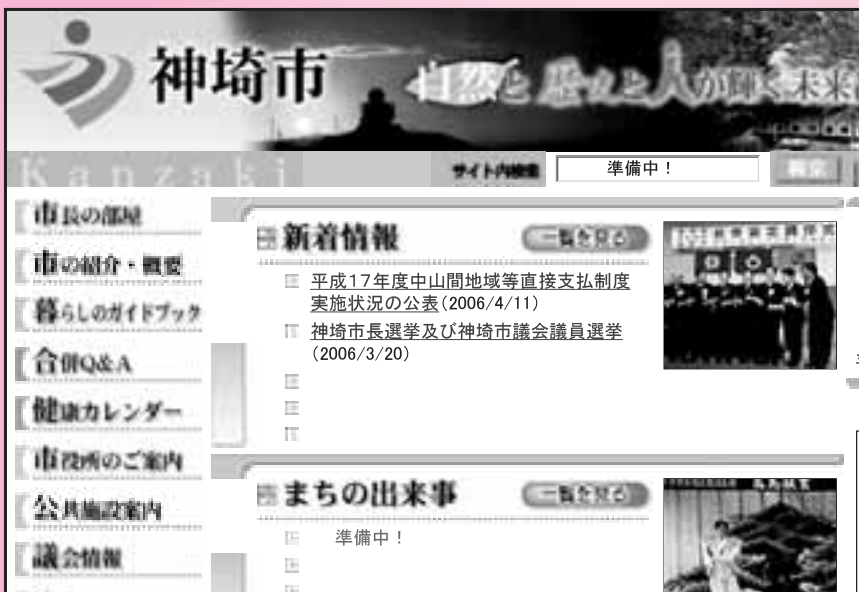 神埼市
自然と悠々と人が輝く未来
Kanzaki
サイト内検索
準備中！
検索
市長の部屋
市の紹介・概要
暮らしのガイドブック
合併Q&A
健康カレンダー
市役所のご案内
公共施設案内
議会情報
新着情報
一覧を見る
平成17年度中山間地域等直接支払制度
実施状況の公表(2006/4/11)
神埼市長選挙及び神埼市議会議員選挙
(2006/3/20)
まちの出来事
一覧を見る
準備中！